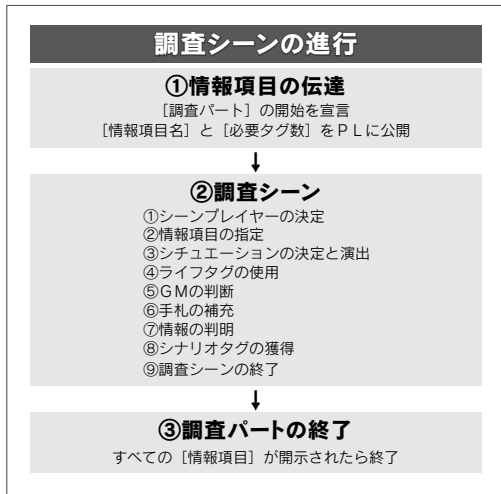 調査シーンの進行
①情報項目の伝達
［調査パート］の開始を宣言
［情報項目名］と［必要タグ数］をＰＬに公開
↓
②調査シーン
①シーンプレイヤーの決定
②情報項目の指定
③シチュエーションの決定と演出
④ライフタグの使用
⑤ＧＭの判断
⑥手札の補充
⑦情報の判明
⑧シナリオタグの獲得
⑨調査シーンの終了
↓
③調査パートの終了
すべての［情報項目］が開示されたら終了